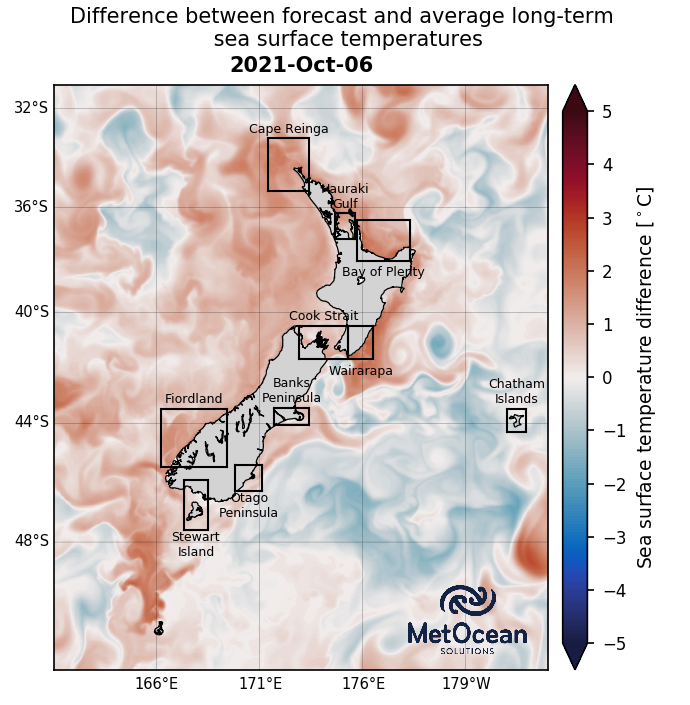 Difference between forecast and average long-term
sea surface temperatures
2021-Oct-06
32°S
36°S
40°S
44°S
48°S
Cape Reinga
Hauraki
Gulf
Bay of Plenty
Cook Strait
Wairarapa
Banks
Peninsula
Chatham
Islands
Fiordland
Otago
Peninsula
Stewart
Island
MetOcean
SOLUTIONS
166°E
171°E
176°E
179°W
5
4
3
2
1
0
−1
−2
−3
−4
−5
Sea surface temperature difference [°C]